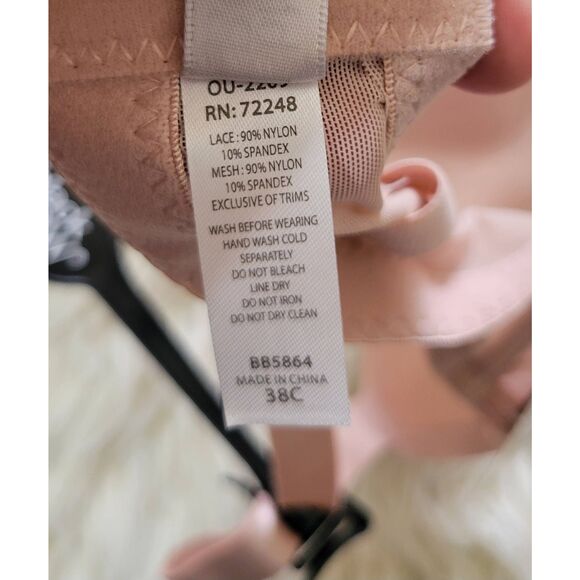 RN: 72248
LACE: 90% NYLON
10% SPANDEX
MESH: 90% NYLON
10% SPANDEX
EXCLUSIVE OF TRIMS
WASH BEFORE WEARING
HAND WASH COLD
SEPARATELY
DO NOT BLEACH
LINE DRY
DO NOT IRON
DO NOT DRY CLEAN
BB5864
MADE IN CHINA
38C